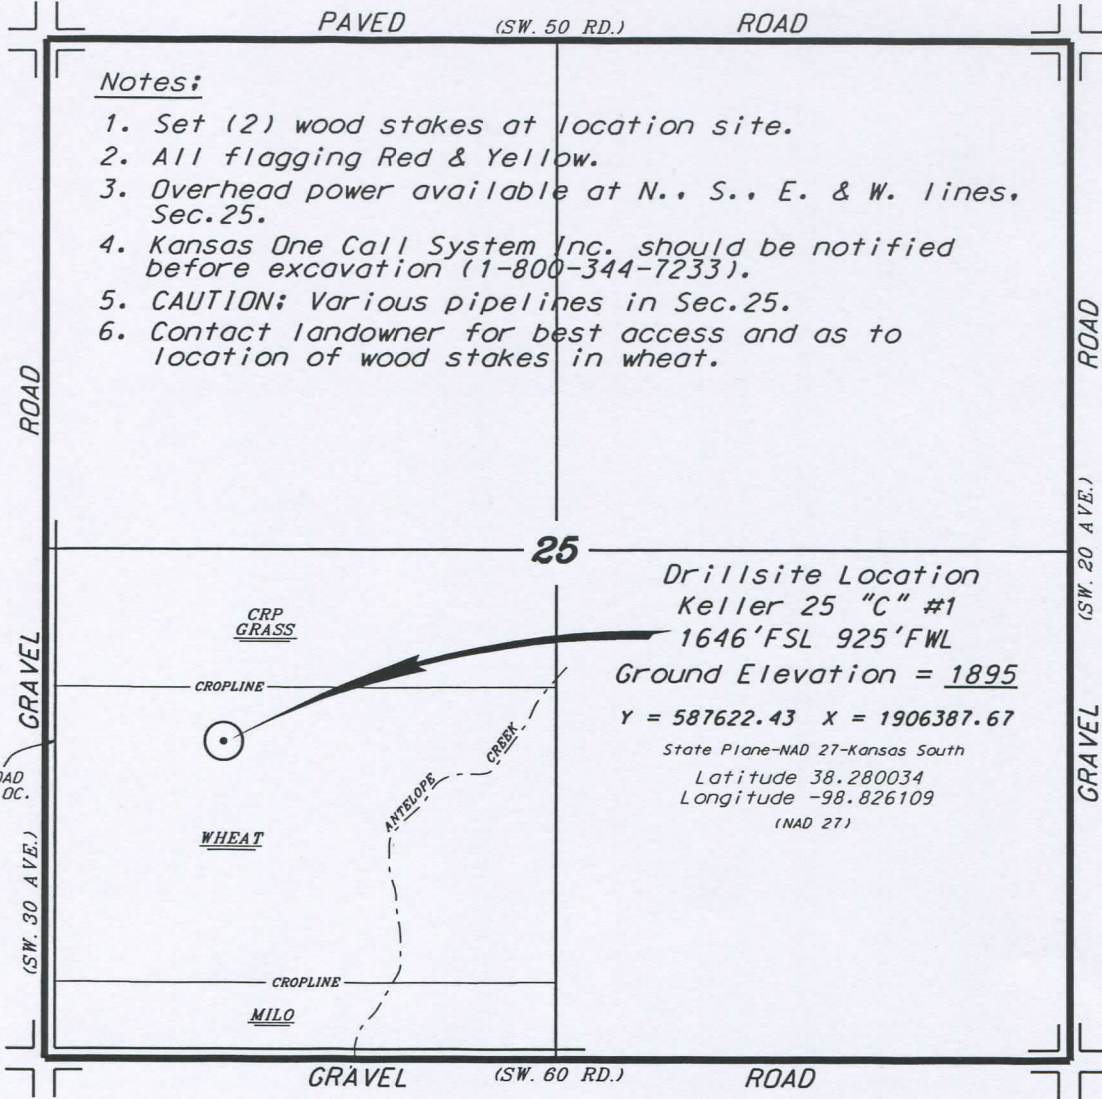 PAVED (SW. 50 RD.) ROAD
Notes:
1. Set (2) wood stakes at location site.
2. All flagging Red & Yellow.
3. Overhead power available at N., S., E. & W. lines,
Sec.25.
4. Kansas One Call System Inc. should be notified
before excavation (1-800-344-7233).
5. CAUTION: Various pipelines in Sec.25.
6. Contact landowner for best access and as to
location of wood stakes in wheat.
ROAD
GRAVEL
(SW. 30 AVE.)
ROAD
(SW. 20 AVE.)
GRAVEL
25
CRP
GRASS
CROPLINE
WHEAT
ANTELOPE CREEK
CROPLINE
MILO
Drillsite Location
Keller 25 "C" #1
1646'FSL 925'FWL
Ground Elevation = 1895
Y = 587622.43 X = 1906387.67
State Plane-NAD 27-Kansas South
Latitude 38.280034
Longitude -98.826109
(NAD 27)
GRAVEL (SW. 60 RD.) ROAD